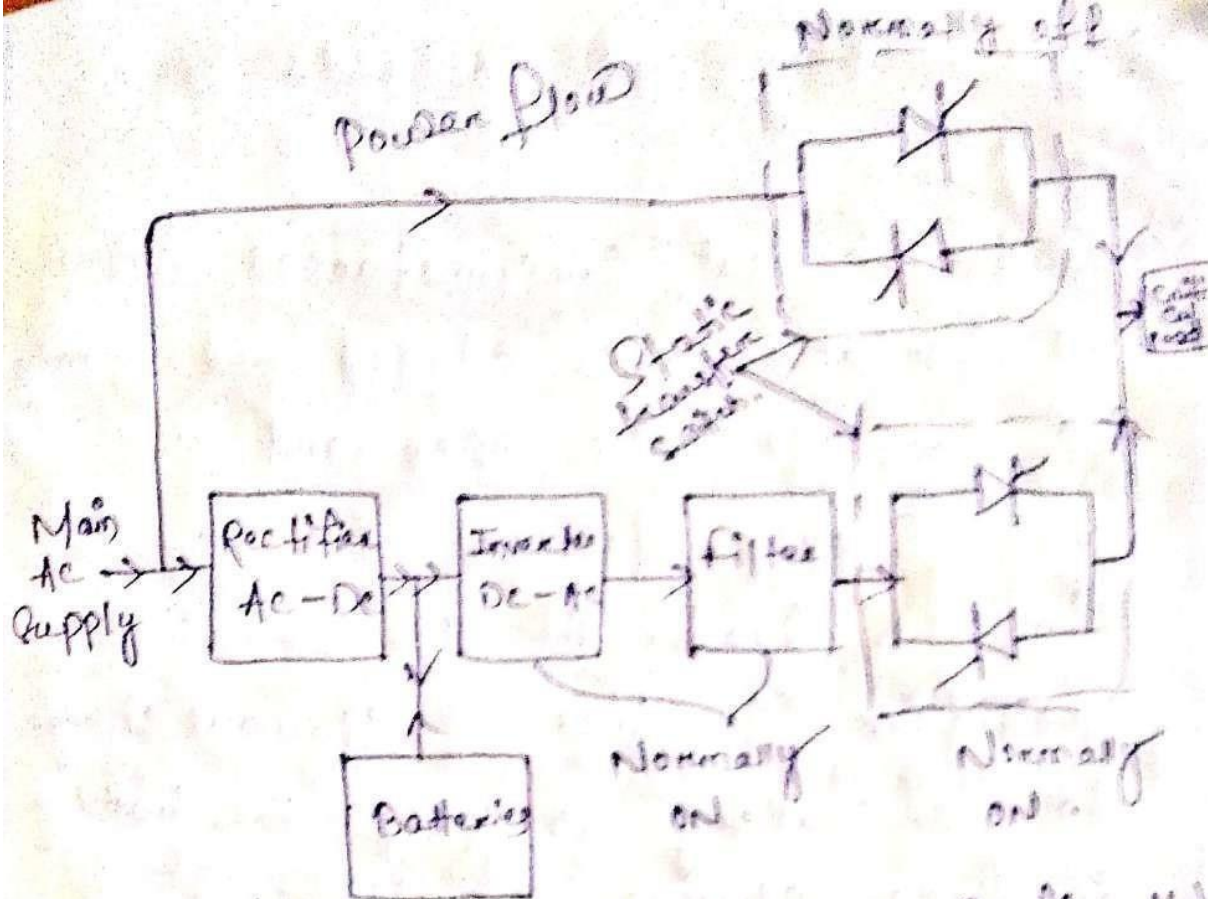 Normally off
Power flow
Static
transfer
Switch
Main
AC
Supply
Rectifier
AC-DC
Inverter
DC-AC
Filter
Batteries
Normally
ON
Normally
ON